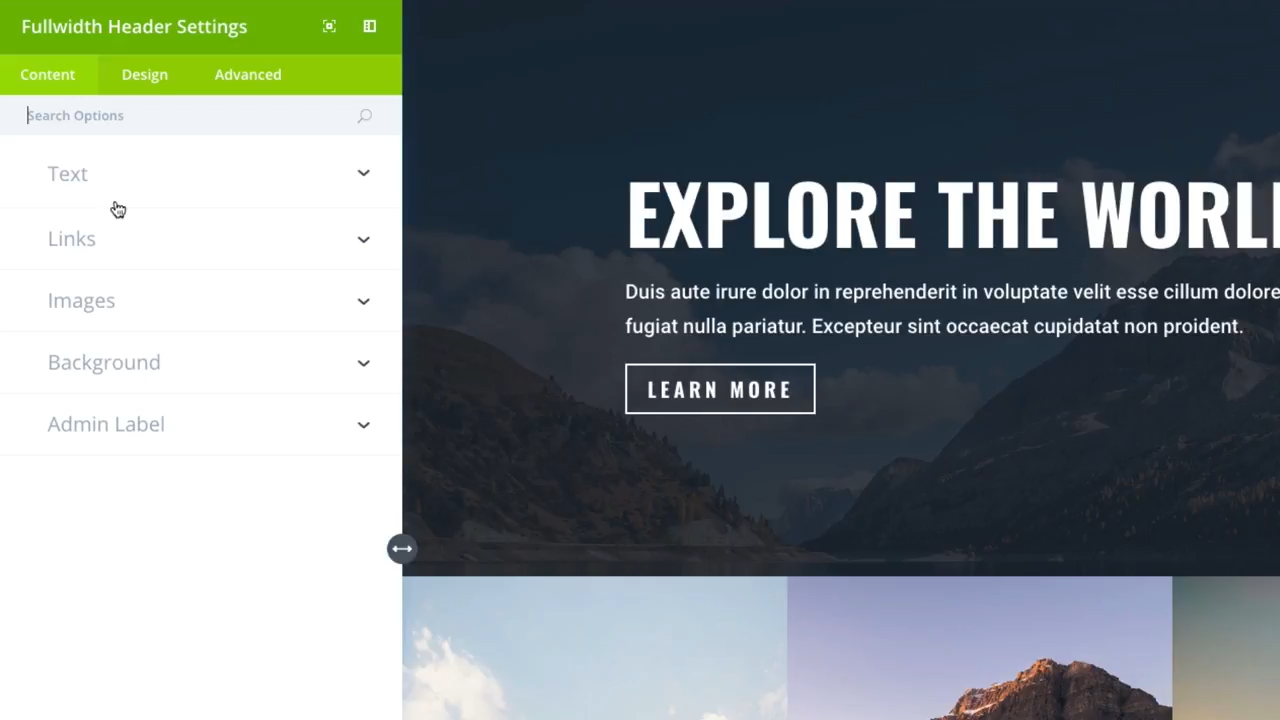 Fullwidth Header Settings
Content Design Advanced
Search Options
Text
Links
Images
Background
Admin Label
EXPLORE THE WORL
Duis aute irure dolor in reprehenderit in voluptate velit esse cillum dolore
fugiat nulla pariatur. Excepteur sint occaecat cupidatat non proident.
LEARN MORE